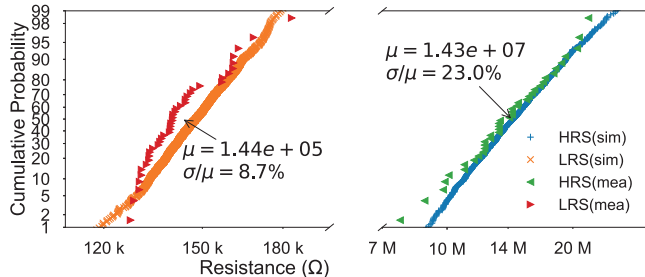 Cumulative Probability
99
98
95
90
80
70
60
50
40
30
20
10
5
2
1
μ = 1.44e + 05
σ/μ = 8.7%
120 k 150 k 180 k
μ = 1.43e + 07
σ/μ = 23.0%
HRS(sim)
LRS(sim)
HRS(mea)
LRS(mea)
7 M 10 M 14 M 20 M
Resistance (Ω)